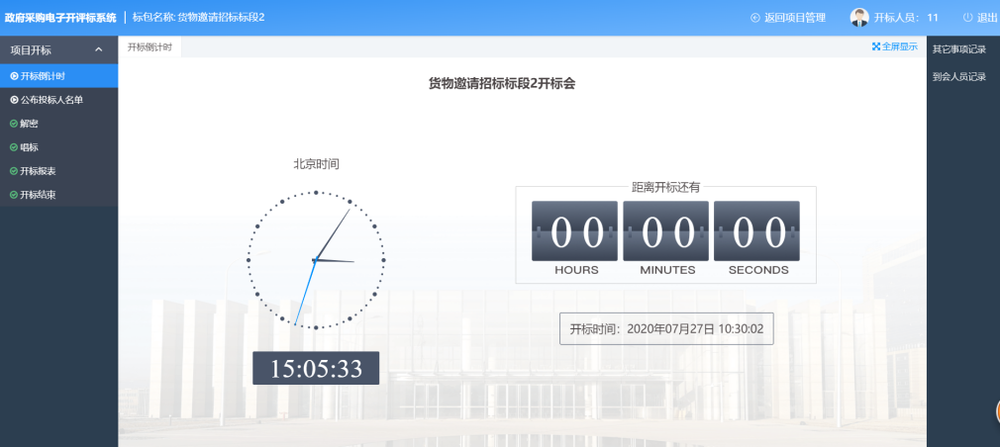 政府采购电子开评标系统 标包名称: 货物邀请招标标段2 返回项目管理 开标人员： 11 退出
项目开标
开标倒计时
公布投标人名单
解密
唱标
开标报表
开标结束
开标倒计时 全屏显示
货物邀请招标标段2开标会
北京时间
15:05:33
距离开标还有
00 00 00
HOURS MINUTES SECONDS
开标时间：2020年07月27日 10:30:02
其它事项记录
到会人员记录